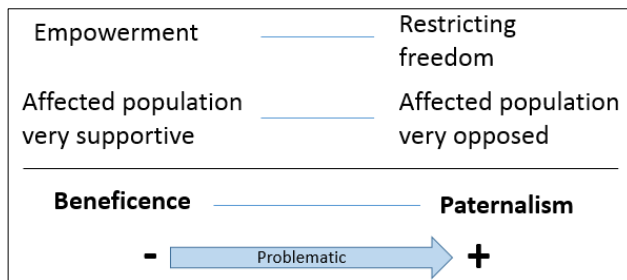 Empowerment
Restricting
freedom
Affected population
very supportive
Affected population
very opposed
Beneficence
Paternalism
- Problematic +